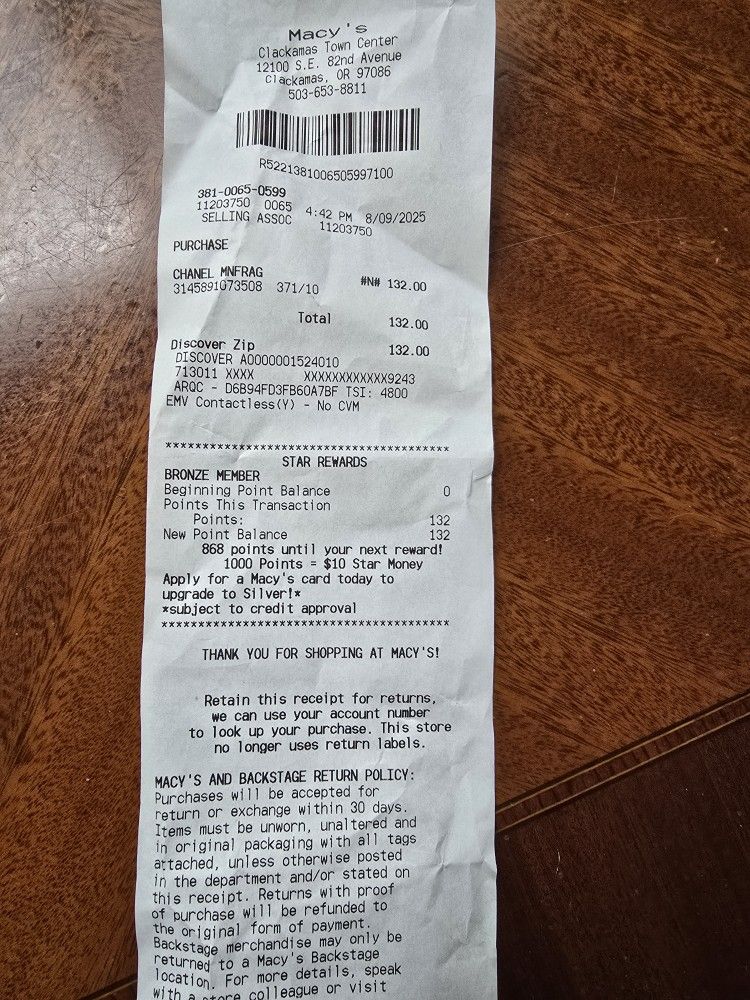 Macy's
Clackamas Town Center
12100 S.E. 82nd Avenue
Clackamas, OR 97086
503-653-8811
R5221381006505997100
381-0065-0599
11203750 0065 4:42 PM 8/09/2025
SELLING ASSOC 11203750
PURCHASE
CHANEL MNFRAG
3145891073508 371/10 #N# 132.00
Total 132.00
Discover Zip 132.00
DISCOVER A0000001524010
713011 XXXX XXXXXXXXXXXX9243
ARQC - D6B94FD3FB60A7BF TSI: 4800
EMV Contactless(Y) - No CVM
***************************************
STAR REWARDS
BRONZE MEMBER
Beginning Point Balance 0
Points This Transaction
Points: 132
New Point Balance 132
868 points until your next reward!
1000 Points = $10 Star Money
Apply for a Macy's card today to
upgrade to Silver!*
*subject to credit approval
***************************************
THANK YOU FOR SHOPPING AT MACY'S!
Retain this receipt for returns,
we can use your account number
to look up your purchase. This store
no longer uses return labels.
MACY'S AND BACKSTAGE RETURN POLICY:
Purchases will be accepted for
return or exchange within 30 days.
Items must be unworn, unaltered and
in original packaging with all tags
attached, unless otherwise posted
in the department and/or stated on
this receipt. Returns with proof
of purchase will be refunded to
the original form of payment.
Backstage merchandise may only be
returned to a Macy's Backstage
location. For more details, speak
with a store colleague or visit